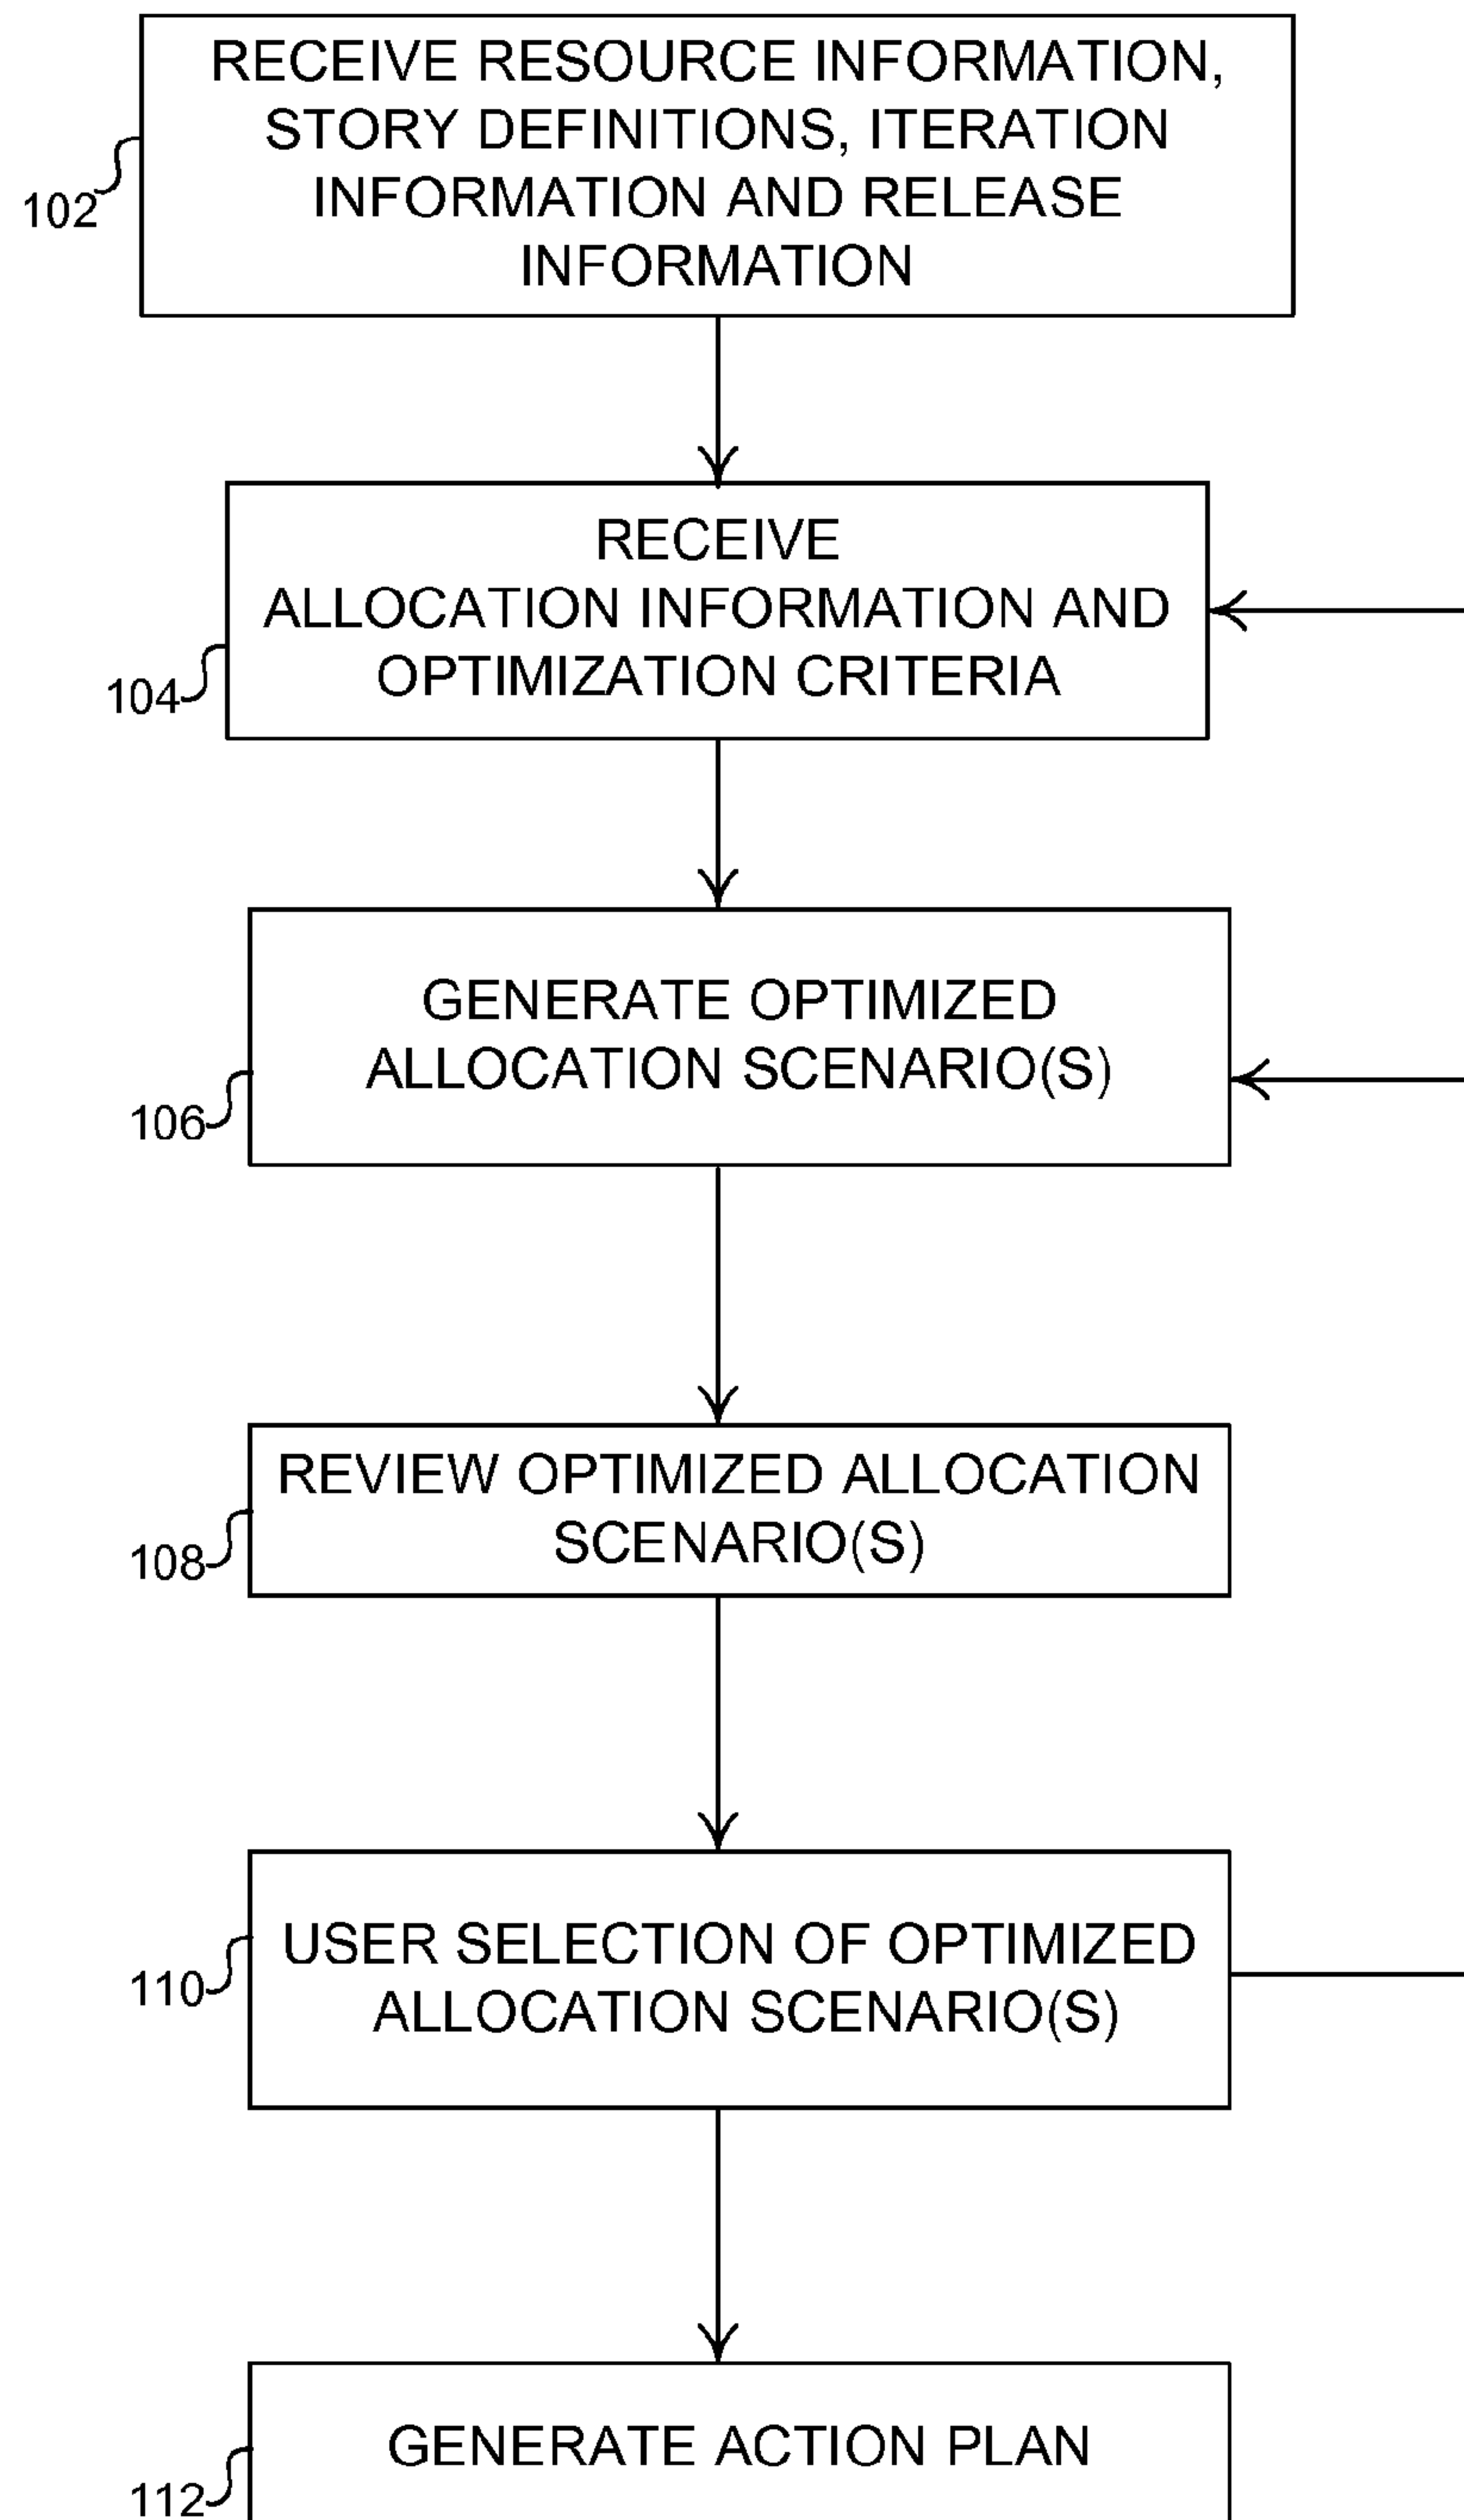 RECEIVE RESOURCE INFORMATION,
STORY DEFINITIONS, ITERATION
INFORMATION AND RELEASE
INFORMATION
102
RECEIVE
ALLOCATION INFORMATION AND
OPTIMIZATION CRITERIA
104
GENERATE OPTIMIZED
ALLOCATION SCENARIO(S)
106
REVIEW OPTIMIZED ALLOCATION
SCENARIO(S)
108
USER SELECTION OF OPTIMIZED
ALLOCATION SCENARIO(S)
110
GENERATE ACTION PLAN
112